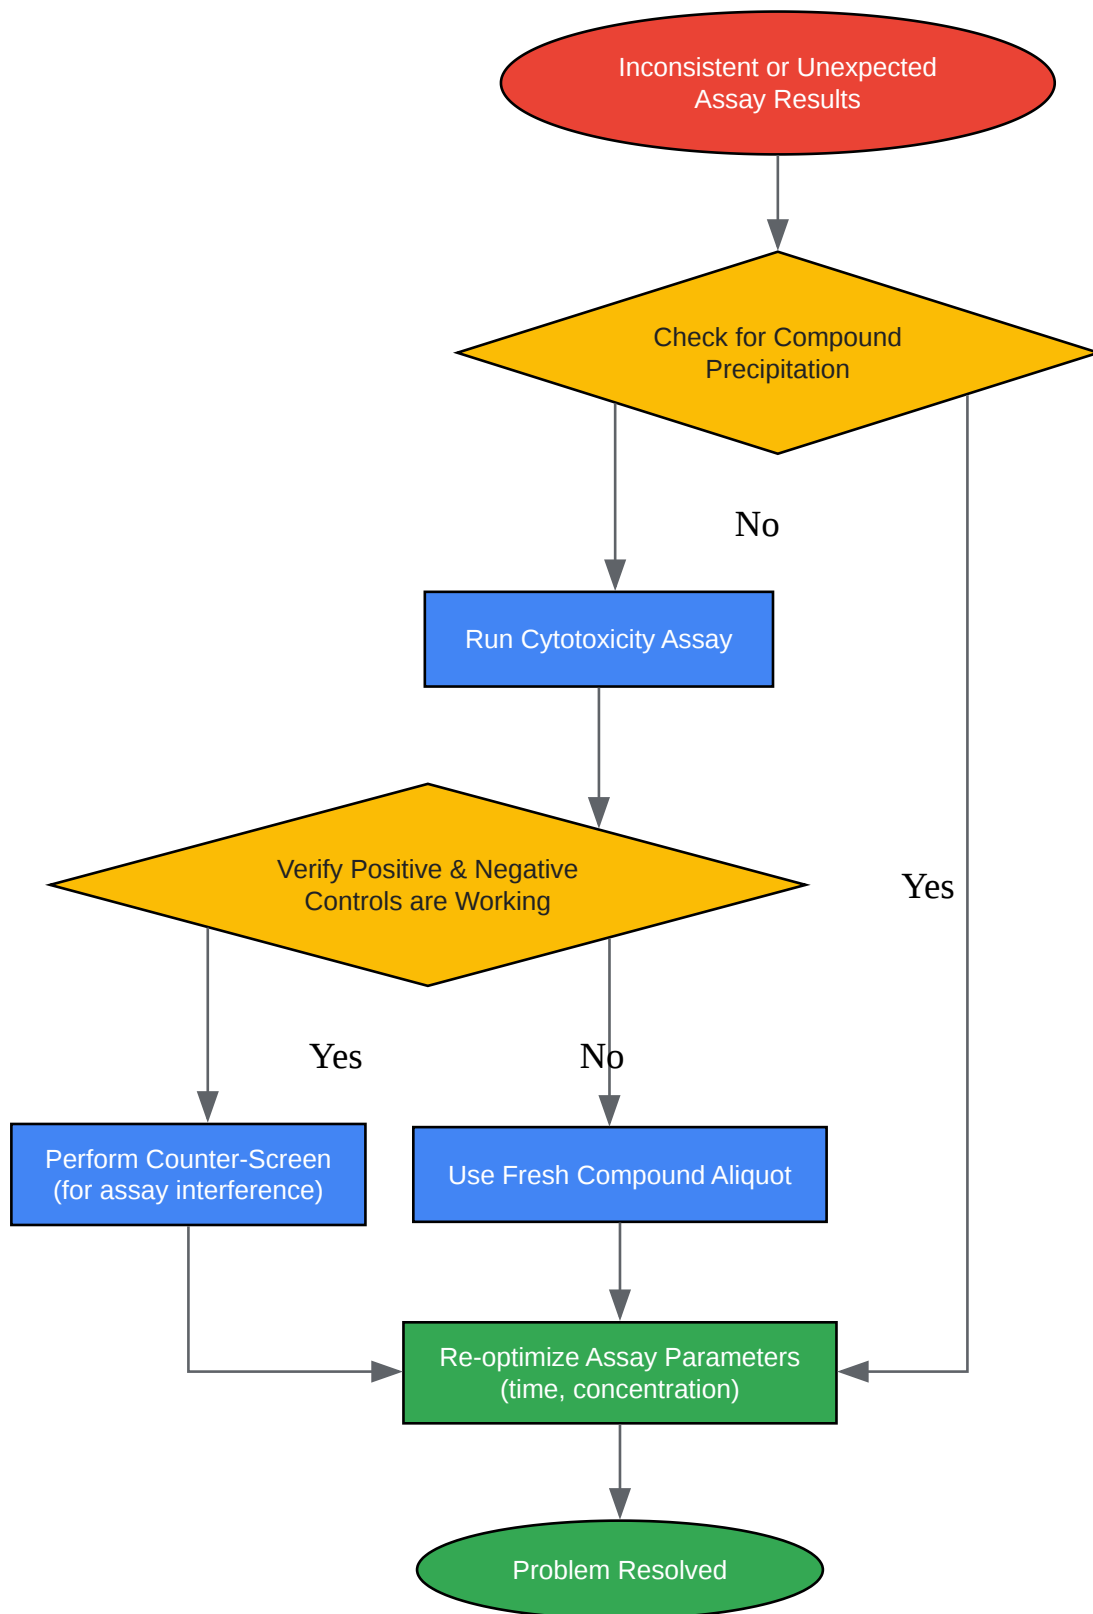 Inconsistent or Unexpected
Assay Results
Check for Compound
Precipitation
No
Run Cytotoxicity Assay
Verify Positive & Negative
Controls are Working
Yes
Yes
No
Perform Counter-Screen
(for assay interference)
Use Fresh Compound Aliquot
Re-optimize Assay Parameters
(time, concentration)
Problem Resolved